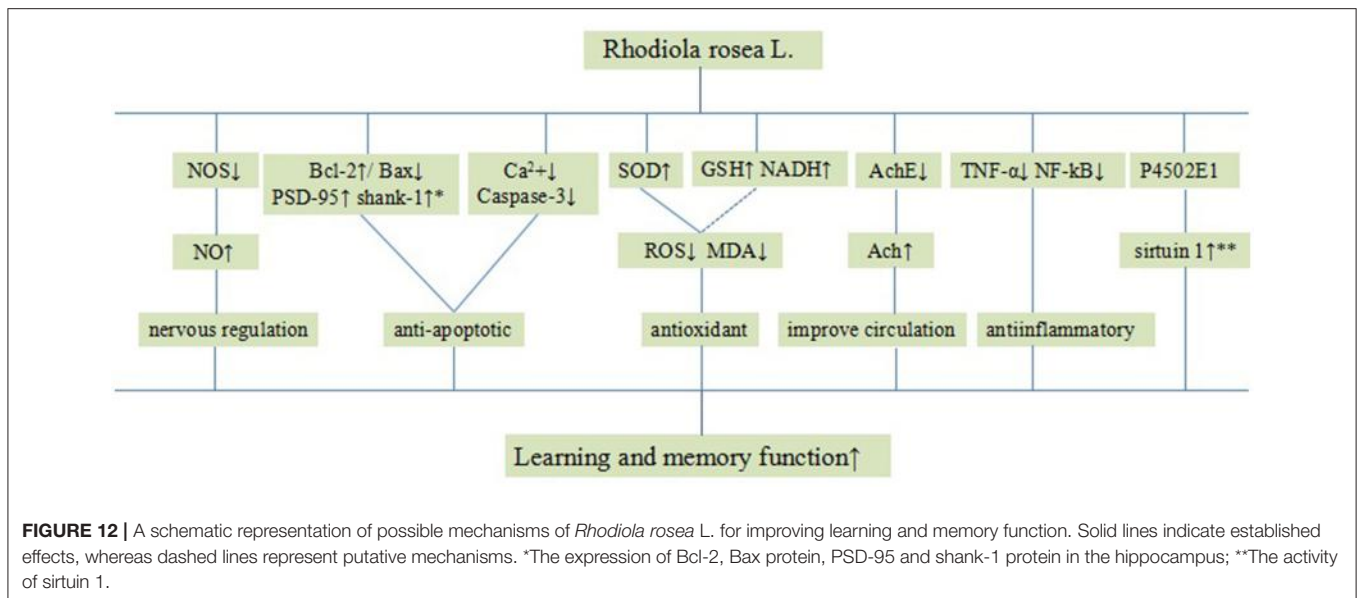 Rhodiola rosea L.
NOS↓
Bcl-2↑/ Bax↓
PSD-95↑ shank-1↑*
Ca²⁺↓
Caspase-3↓
SOD↑
GSH↑ NADH↑
AchE↓
TNF-α↓ NF-kB↓
P4502E1
NO↑
ROS↓ MDA↓
Ach↑
sirtuin 1↑**
nervous regulation
anti-apoptotic
antioxidant
improve circulation
antiinflammatory
Learning and memory function↑
FIGURE 12 | A schematic representation of possible mechanisms of Rhodiola rosea L. for improving learning and memory function. Solid lines indicate established
effects, whereas dashed lines represent putative mechanisms. *The expression of Bcl-2, Bax protein, PSD-95 and shank-1 protein in the hippocampus; **The activity
of sirtuin 1.